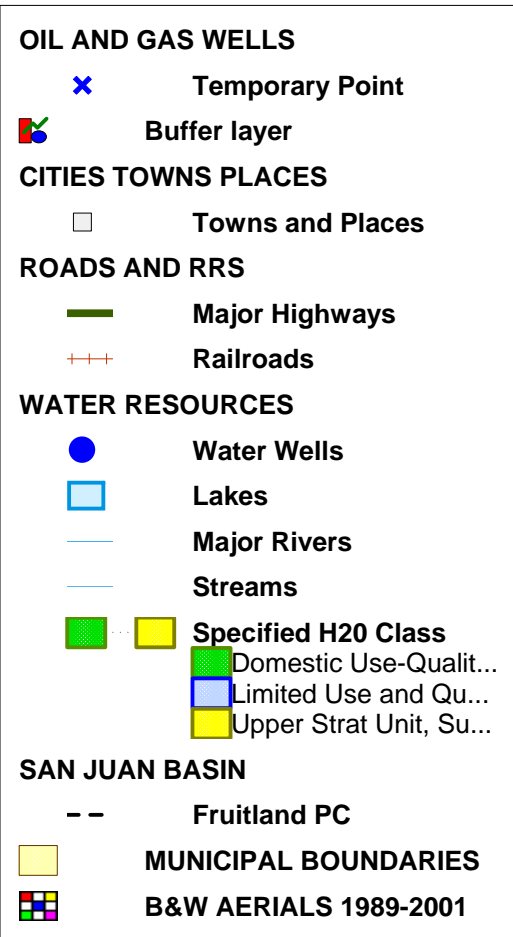 OIL AND GAS WELLS
Temporary Point
Buffer layer
CITIES TOWNS PLACES
Towns and Places
ROADS AND RRS
Major Highways
Railroads
WATER RESOURCES
Water Wells
Lakes
Major Rivers
Streams
Specified H20 Class
Domestic Use-Qualit...
Limited Use and Qu...
Upper Strat Unit, Su...
SAN JUAN BASIN
Fruitland PC
MUNICIPAL BOUNDARIES
B&W AERIALS 1989-2001